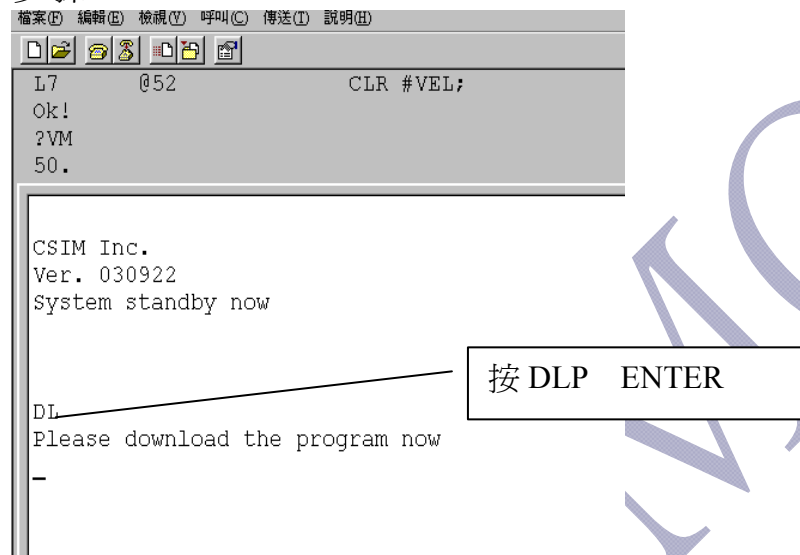 檔案(F) 編輯(E) 檢視(V) 呼叫(C) 傳送(T) 說明(H)
L7 @52 CLR #VEL;
Ok!
?VM
50.
CSIM Inc.
Ver. 030922
System standby now
按 DLP ENTER
DL
Please download the program now